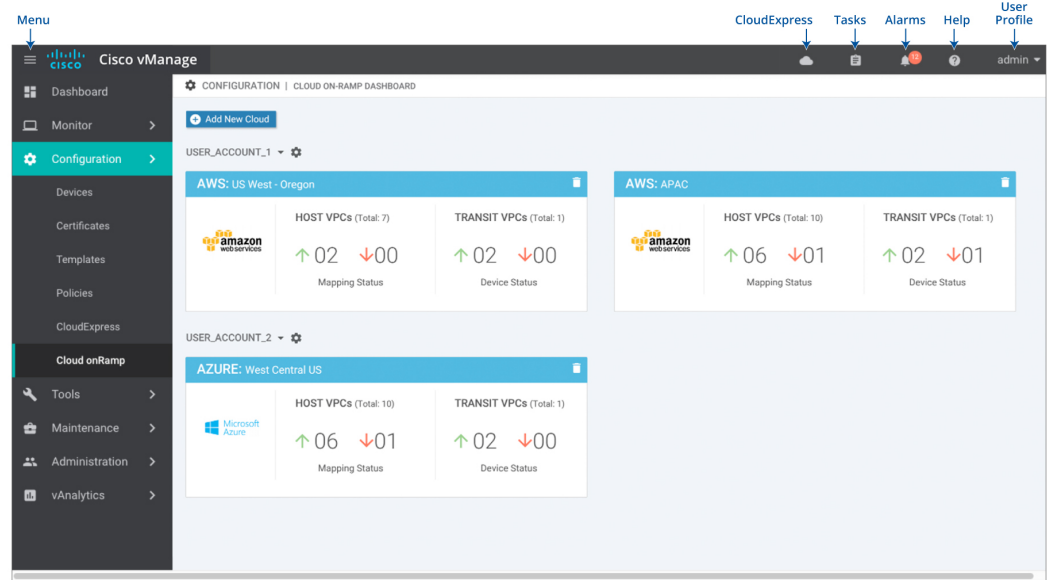 Menu
CloudExpress
Tasks
Alarms
Help
User
Profile
cisco
Cisco vManage
12
admin
Dashboard
Monitor
Configuration
Devices
Certificates
Templates
Policies
CloudExpress
Cloud onRamp
Tools
Maintenance
Administration
vAnalytics
CONFIGURATION | CLOUD ON-RAMP DASHBOARD
Add New Cloud
USER_ACCOUNT_1
AWS: US West - Oregon
amazon
web services
HOST VPCs (Total: 7)
02 00
Mapping Status
TRANSIT VPCs (Total: 1)
02 00
Device Status
AWS: APAC
amazon
web services
HOST VPCs (Total: 10)
06 01
Mapping Status
TRANSIT VPCs (Total: 1)
02 01
Device Status
USER_ACCOUNT_2
AZURE: West Central US
Microsoft
Azure
HOST VPCs (Total: 10)
06 01
Mapping Status
TRANSIT VPCs (Total: 1)
02 00
Device Status